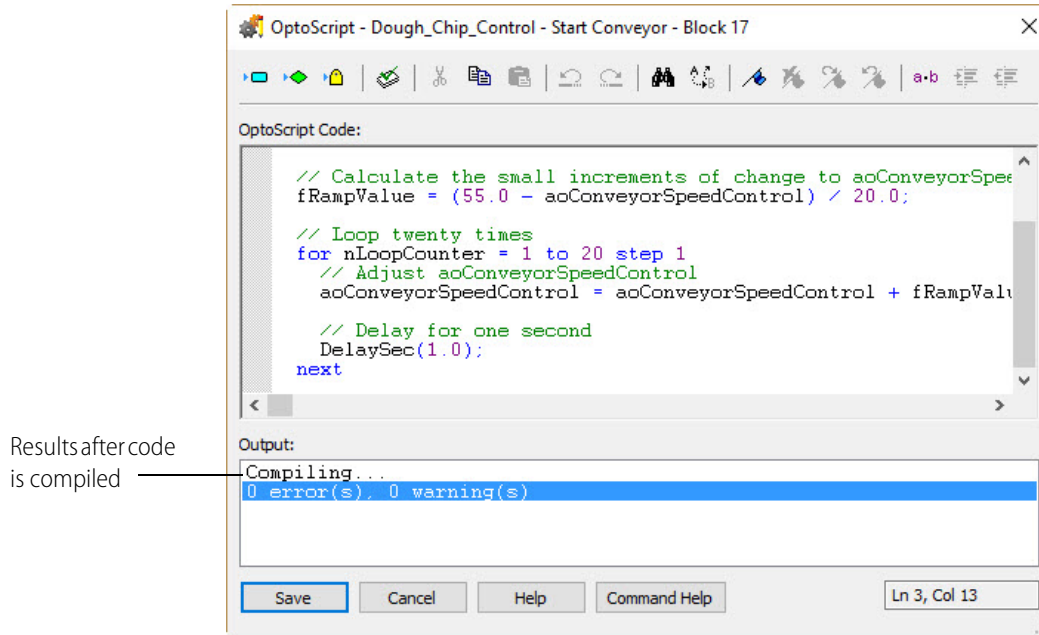 OptoScript - Dough_Chip_Control - Start Conveyor - Block 17
a·b
OptoScript Code:
// Calculate the small increments of change to aoConveyorSpee
fRampValue = (55.0 - aoConveyorSpeedControl) / 20.0;
// Loop twenty times
for nLoopCounter = 1 to 20 step 1
// Adjust aoConveyorSpeedControl
aoConveyorSpeedControl = aoConveyorSpeedControl + fRampValu
// Delay for one second
DelaySec(1.0);
next
Results after code
is compiled
Output:
Compiling...
0 error(s), 0 warning(s)
Save Cancel Help Command Help Ln 3, Col 13